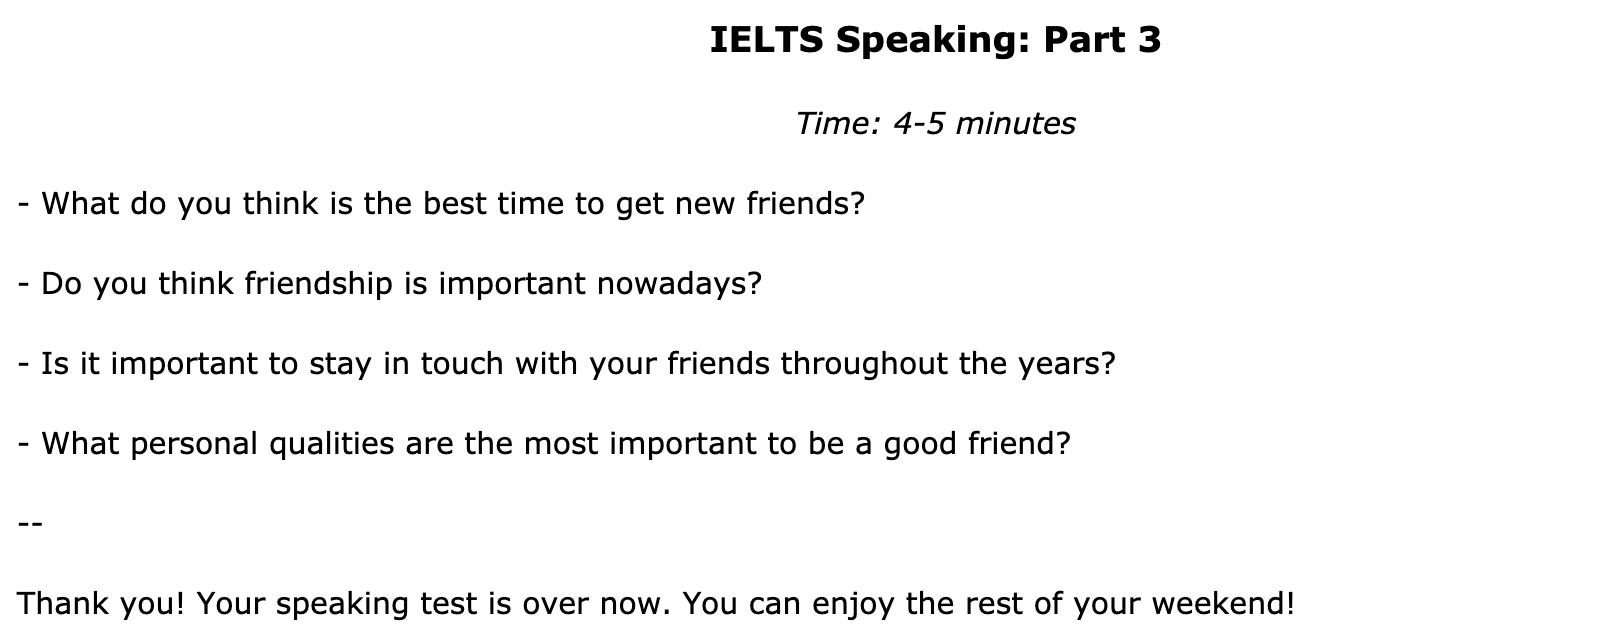 IELTS Speaking: Part 3
Time: 4-5 minutes
- What do you think is the best time to get new friends?
- Do you think friendship is important nowadays?
- Is it important to stay in touch with your friends throughout the years?
- What personal qualities are the most important to be a good friend?
--
Thank you! Your speaking test is over now. You can enjoy the rest of your weekend!